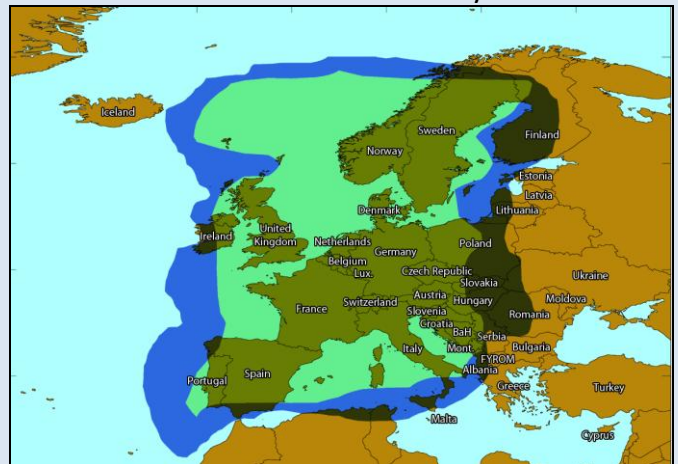 Iceland
Sweden
Finland
Norway
Estonia
Latvia
Denmark
Lithuania
Ireland
United
Kingdom
Netherlands
Poland
Belgium
Germany
Lux.
Czech Republic
Slovakia
Ukraine
Austria
Moldova
France
Switzerland
Hungary
Slovenia
Romania
Croatia
BaH
Serbia
Italy
Mont.
Bulgaria
FYROM
Portugal
Spain
Albania
Greece
Turkey
Malta
Cyprus